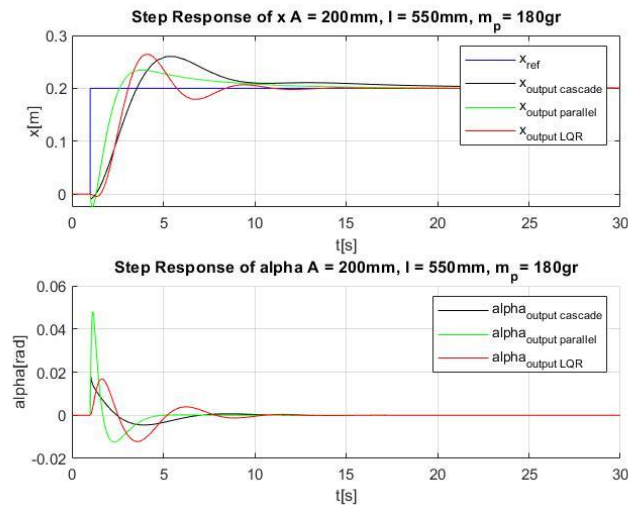 Step Response of x A = 200mm, l = 550mm, m_p= 180gr
0.3
0.2
0.1
0
x[m]
x_ref
x_output cascade
x_output parallel
x_output LQR
0 5 10 15 20 25 30
t[s]
Step Response of alpha A = 200mm, l = 550mm, m_p= 180gr
0.06
0.04
0.02
0
-0.02
alpha[rad]
alpha_output cascade
alpha_output parallel
alpha_output LQR
0 5 10 15 20 25 30
t[s]